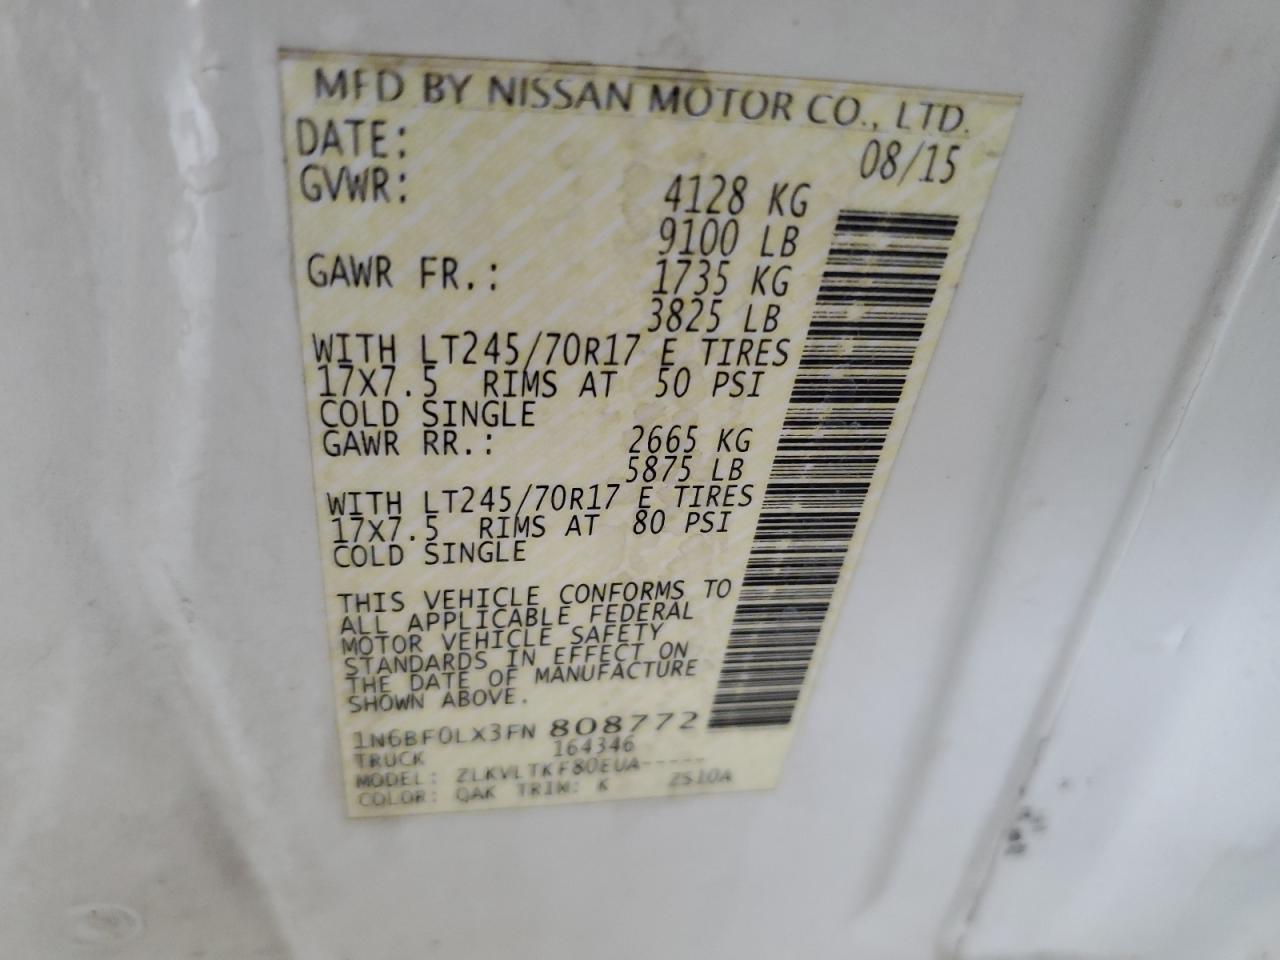 MFD BY NISSAN MOTOR CO., LTD.
DATE: 08/15
GVWR: 4128 KG
9100 LB
GAWR FR.: 1735 KG
3825 LB
WITH LT245/70R17 E TIRES
17X7.5 RIMS AT 50 PSI
COLD SINGLE
GAWR RR.: 2665 KG
5875 LB
WITH LT245/70R17 E TIRES
17X7.5 RIMS AT 80 PSI
COLD SINGLE
THIS VEHICLE CONFORMS TO
ALL APPLICABLE FEDERAL
MOTOR VEHICLE SAFETY
STANDARDS IN EFFECT ON
THE DATE OF MANUFACTURE
SHOWN ABOVE.
1N6BF0LX3FN 808772
TRUCK 164346
MODEL: ZLKVLTKF80EUA-----
COLOR: QAK TRIM: K ZS10A